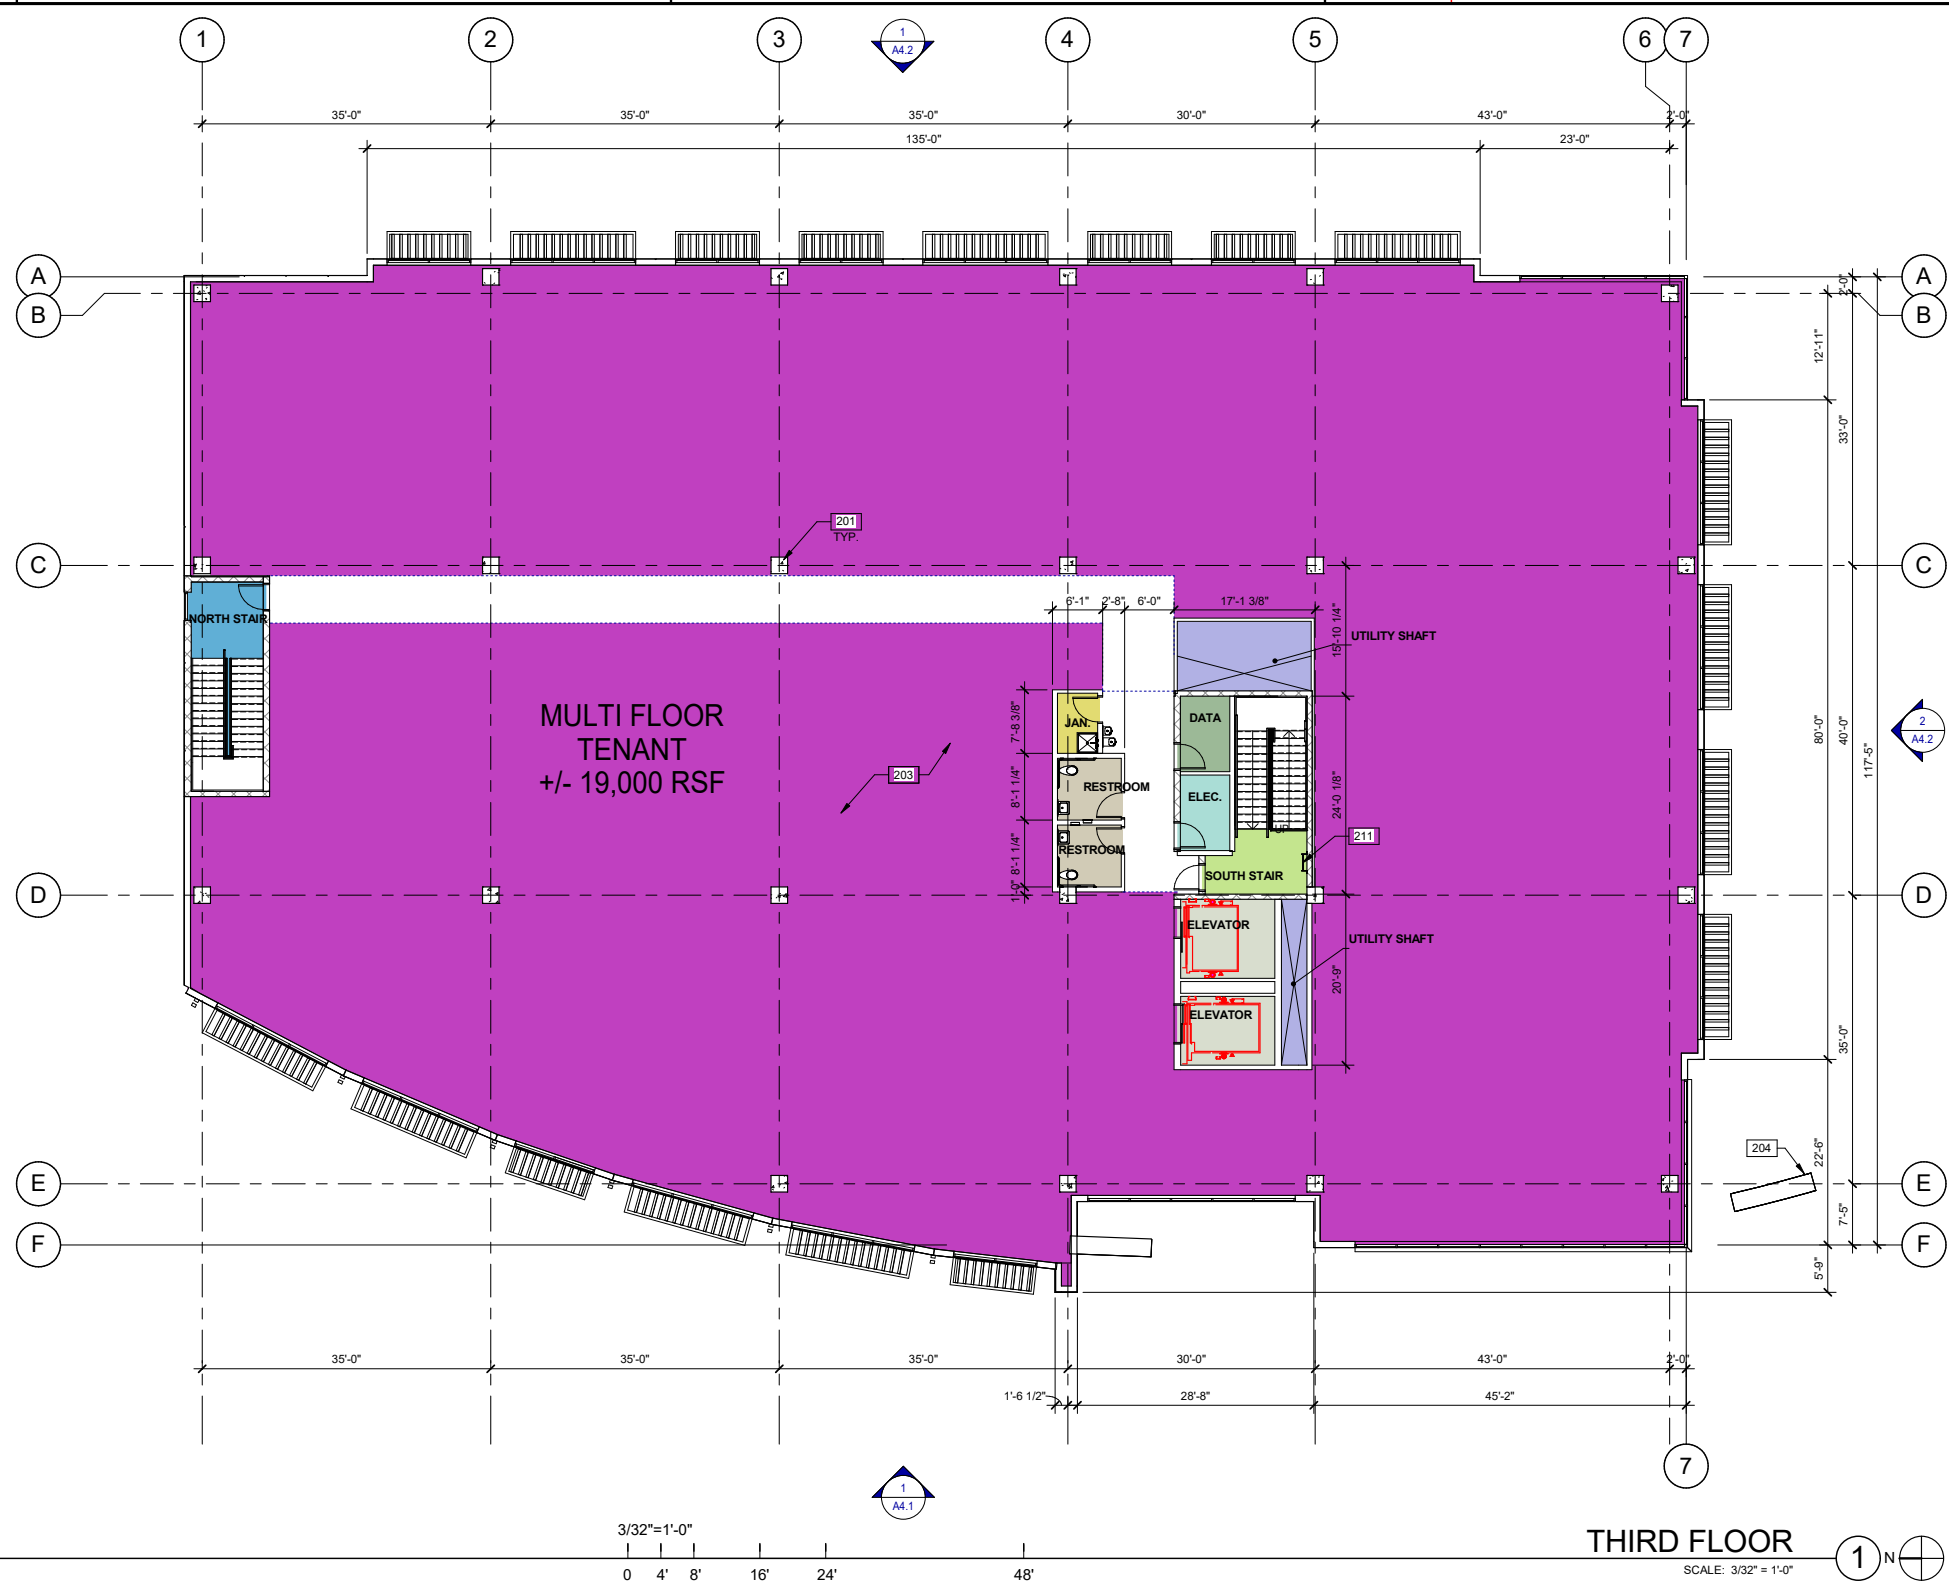 1 2 3 4 5 6 7
1
A4.2
35'-0" 35'-0" 35'-0" 30'-0" 43'-0" 2'-0"
135'-0" 23'-0"
A A
B B
2'-0"
12'-11"
33'-0"
201
TYP.
C C
6'-1" 2'-8" 6'-0" 17'-1 3/8"
15'-10 1/4"
NORTH STAIR
UTILITY SHAFT
MULTI FLOOR
TENANT
+/- 19,000 RSF
7'-8 3/8"
JAN.
DATA
2
A4.2
80'-0"
40'-0"
117'-5"
203
8'-1 1/4"
RESTROOM
ELEC.
24'-0 1/8"
UP
211
8'-1 1/4"
RESTROOM
SOUTH STAIR
1'-0"
D D
ELEVATOR
UTILITY SHAFT
20'-9"
ELEVATOR
35'-0"
22'-6"
204
E E
7'-5"
F F
5'-9"
35'-0" 35'-0" 35'-0" 30'-0" 43'-0" 2'-0"
1'-6 1/2" 28'-8" 45'-2"
7
1
A4.1
3/32"=1'-0"
0 4' 8' 16' 24' 48'
THIRD FLOOR
SCALE: 3/32" = 1'-0"
1
N